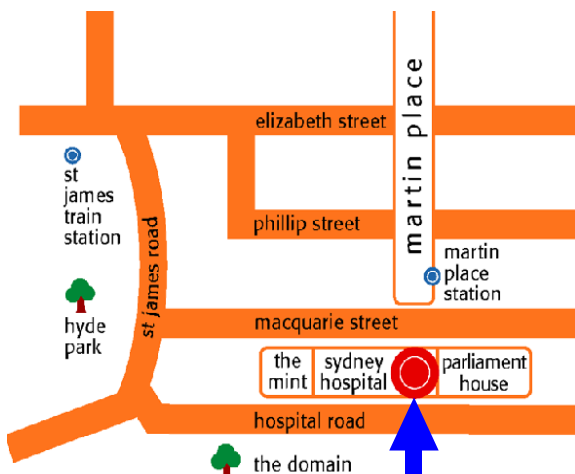 elizabeth street
martin place
st
james
train
station
phillip street
martin
place
station
st james road
hyde
park
macquarie street
the
mint
sydney
hospital
parliament
house
hospital road
the domain